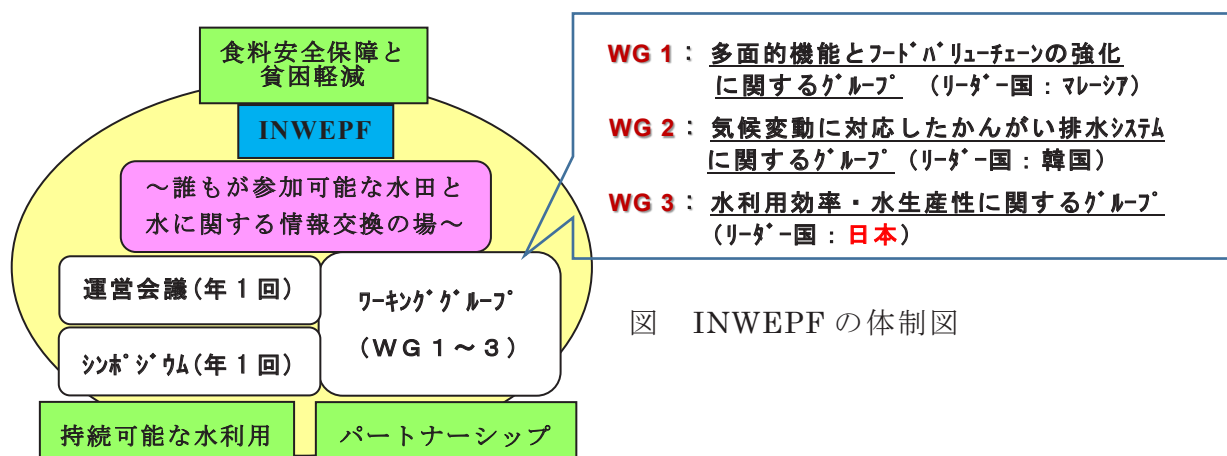 食料安全保障と
貧困軽減
INWEPF
～誰もが参加可能な水田と
水に関する情報交換の場～
運営会議(年１回)
ｼﾝﾎﾟｼﾞｳﾑ(年１回)
ﾜｰｷﾝｸﾞｸﾞﾙｰﾌﾟ
(ＷＧ１～３)
持続可能な水利用
パートナーシップ
WG 1： 多面的機能とﾌｰﾄﾞﾊﾞﾘｭｰﾁｪｰﾝの強化
に関するｸﾞﾙｰﾌﾟ (ﾘｰﾀﾞｰ国：ﾏﾚｰｼｱ)
WG 2： 気候変動に対応したかんがい排水ｼｽﾃﾑ
に関するｸﾞﾙｰﾌﾟ (ﾘｰﾀﾞｰ国：韓国)
WG 3： 水利用効率・水生産性に関するｸﾞﾙｰﾌﾟ
(ﾘｰﾀﾞｰ国：日本)
図　INWEPF の体制図